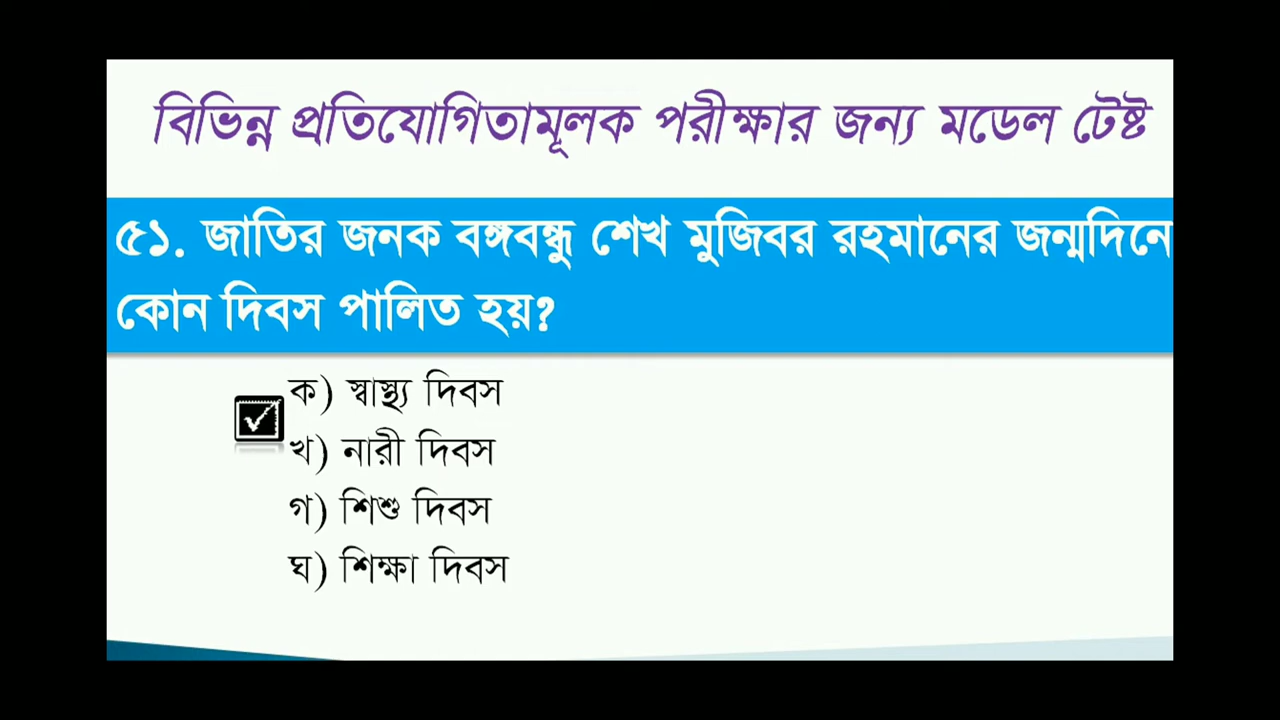 বিভিন্ন প্রতিযোগিতামূলক পরীক্ষার জন্য মডেল টেষ্ট
৫১. জাতির জনক বঙ্গবন্ধু শেখ মুজিবর রহমানের জন্মদিনে
কোন দিবস পালিত হয়?
ক) স্বাস্থ্য দিবস
খ) নারী দিবস
গ) শিশু দিবস
ঘ) শিক্ষা দিবস